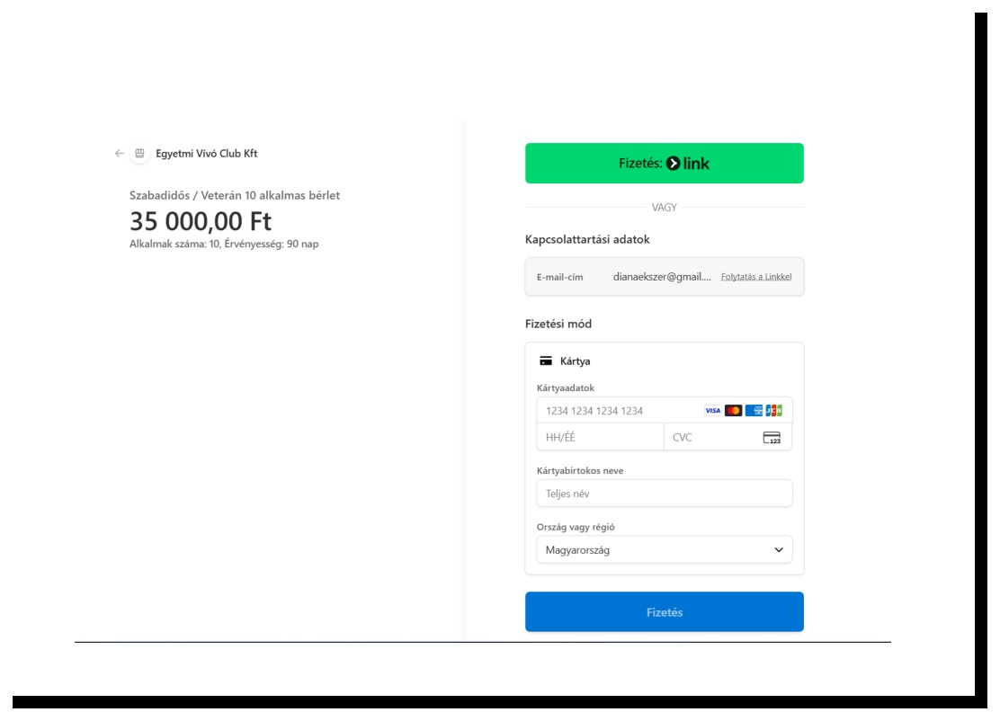 Egyetmi Vívó Club Kft
Szabadidős / Veterán 10 alkalmas bérlet
35 000,00 Ft
Alkalmak száma: 10, Érvényesség: 90 nap
Fizetés: link
VAGY
Kapcsolattartási adatok
E-mail-cím dianaekszer@gmail.... Folytatás a Linkkel
Fizetési mód
Kártya
Kártyaadatok
1234 1234 1234 1234 VISA
HH/ÉÉ CVC 123
Kártyabirtokos neve
Teljes név
Ország vagy régió
Magyarország
Fizetés